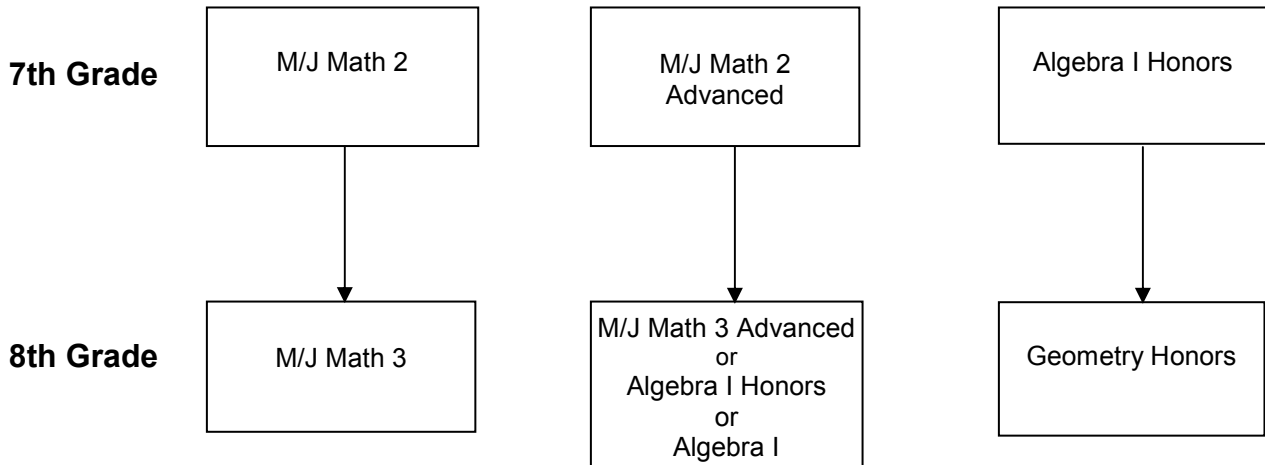 7th Grade
M/J Math 2
M/J Math 2
Advanced
Algebra I Honors
8th Grade
M/J Math 3
M/J Math 3 Advanced
or
Algebra I Honors
or
Algebra I
Geometry Honors